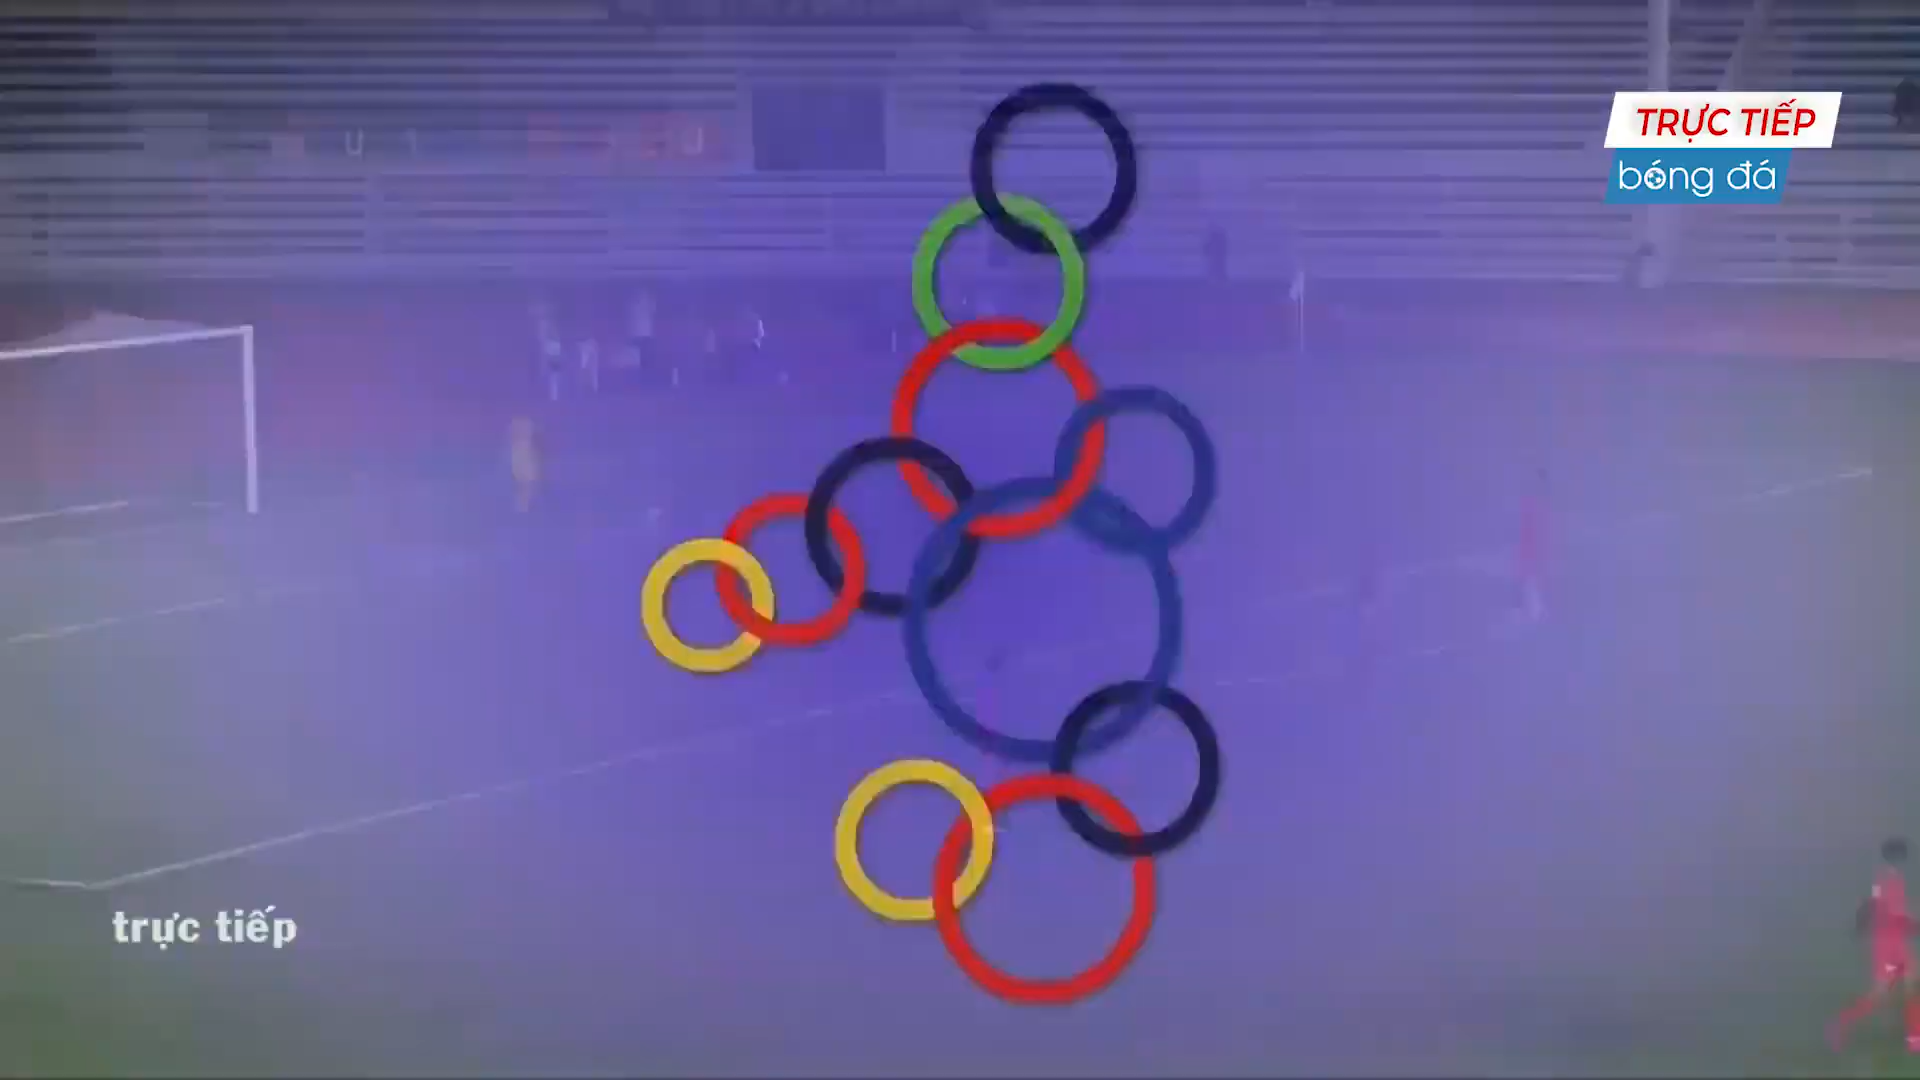 TRỰC TIẾP
bóng đá
trực tiếp